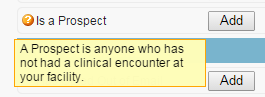 Is a Prospect Add
A Prospect is anyone who has
not had a clinical encounter at
your facility.
Add